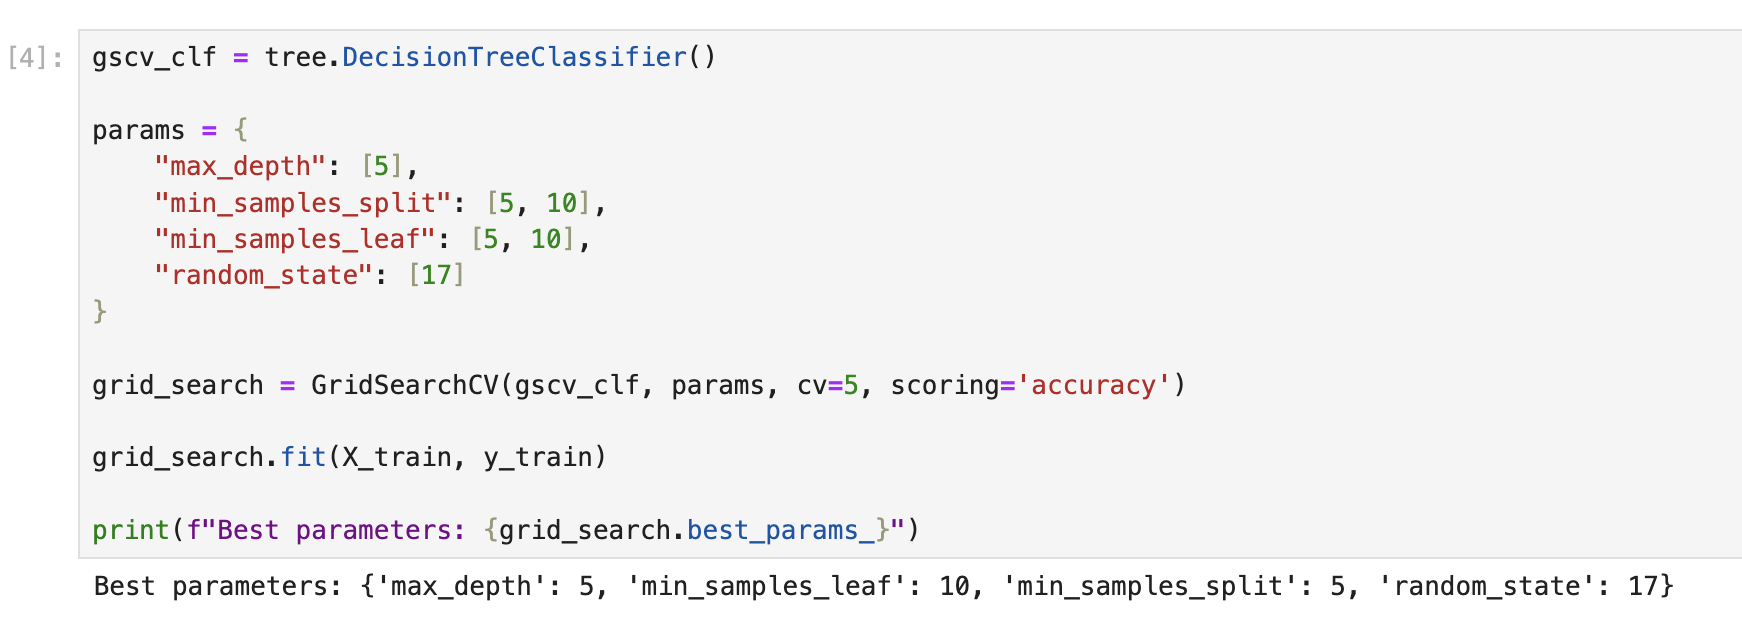 [4]:
gscv_clf = tree.DecisionTreeClassifier()
params = {
    "max_depth": [5],
    "min_samples_split": [5, 10],
    "min_samples_leaf": [5, 10],
    "random_state": [17]
}
grid_search = GridSearchCV(gscv_clf, params, cv=5, scoring='accuracy')
grid_search.fit(X_train, y_train)
print(f"Best parameters: {grid_search.best_params_}")
Best parameters: {'max_depth': 5, 'min_samples_leaf': 10, 'min_samples_split': 5, 'random_state': 17}